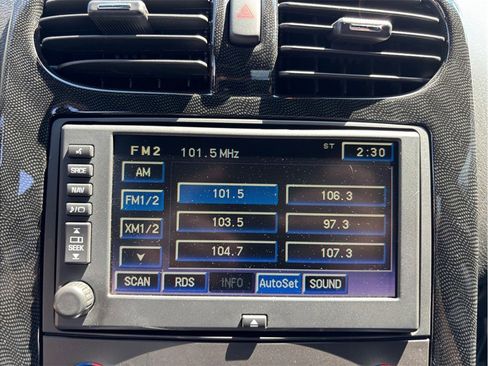 FM2 101.5 MHz ST 2:30
AM
101.5 106.3
FM1/2
103.5 97.3
XM1/2
104.7 107.3
SCAN RDS INFO AutoSet SOUND
SRCE
NAV
SEEK